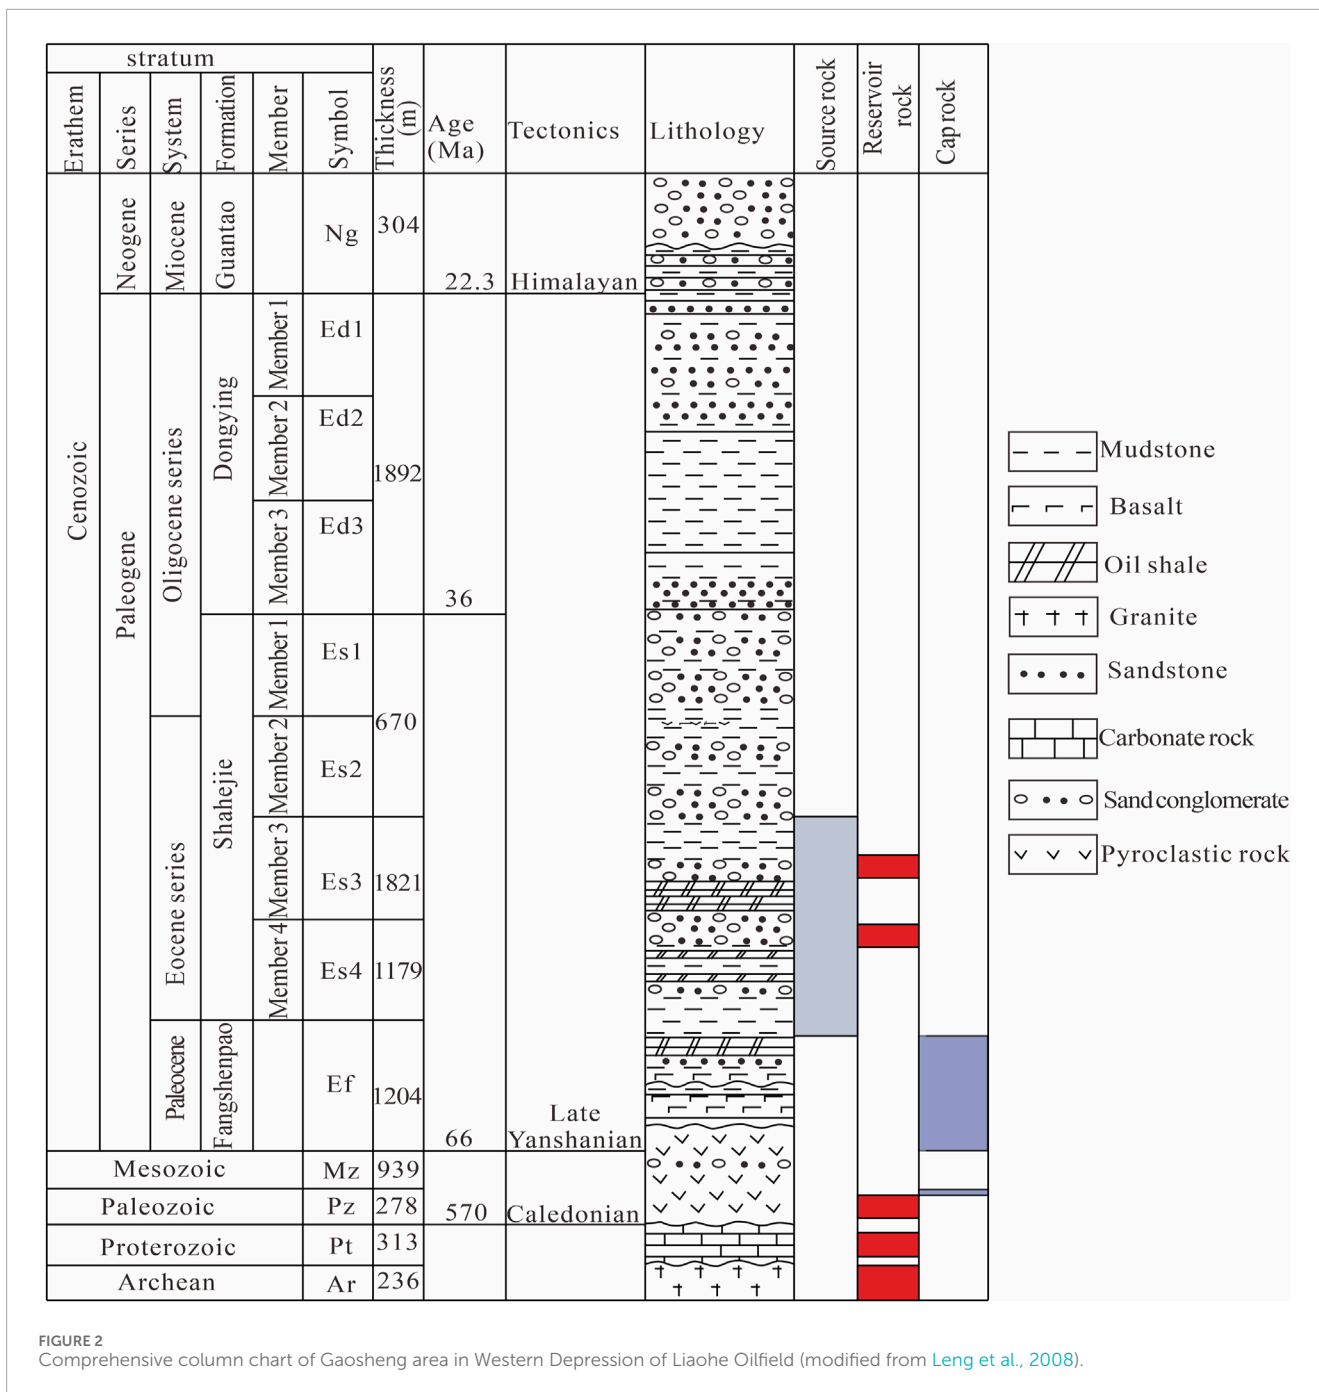 stratum
Erathem
Series
System
Formation
Member
Symbol
Thickness
(m)
Age
(Ma)
Tectonics
Lithology
Source rock
Reservoir
rock
Cap rock
Cenozoic
Neogene
Miocene
Guantao
Ng
304
22.3
Himalayan
Paleogene
Oligocene series
Dongying
Member 1
Ed1
Member 2
Ed2
1892
Member 3
Ed3
36
Shahejie
Member 1
Es1
670
Eocene series
Member 2
Es2
Member 3
Es3
1821
Member 4
Es4
1179
Paleocene
Fangshenpao
Ef
1204
66
Late
Yanshanian
Mesozoic
Mz
939
Paleozoic
Pz
278
570
Caledonian
Proterozoic
Pt
313
Archean
Ar
236
Mudstone
Basalt
Oil shale
Granite
Sandstone
Carbonate rock
Sand conglomerate
Pyroclastic rock
FIGURE 2
Comprehensive column chart of Gaosheng area in Western Depression of Liaohe Oilfield (modified from Leng et al., 2008).